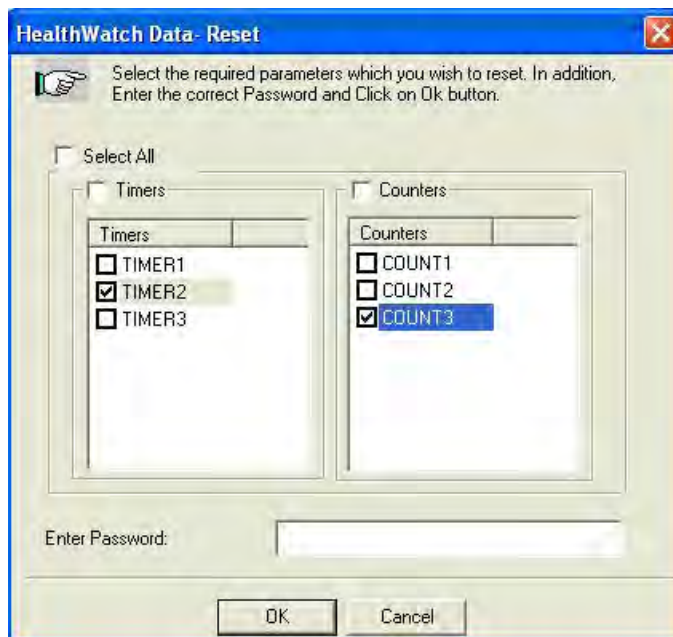 HealthWatch Data- Reset
Select the required parameters which you wish to reset. In addition,
Enter the correct Password and Click on Ok button.
Select All
Timers
Timers
TIMER1
TIMER2
TIMER3
Counters
Counters
COUNT1
COUNT2
COUNT3
Enter Password:
OK
Cancel